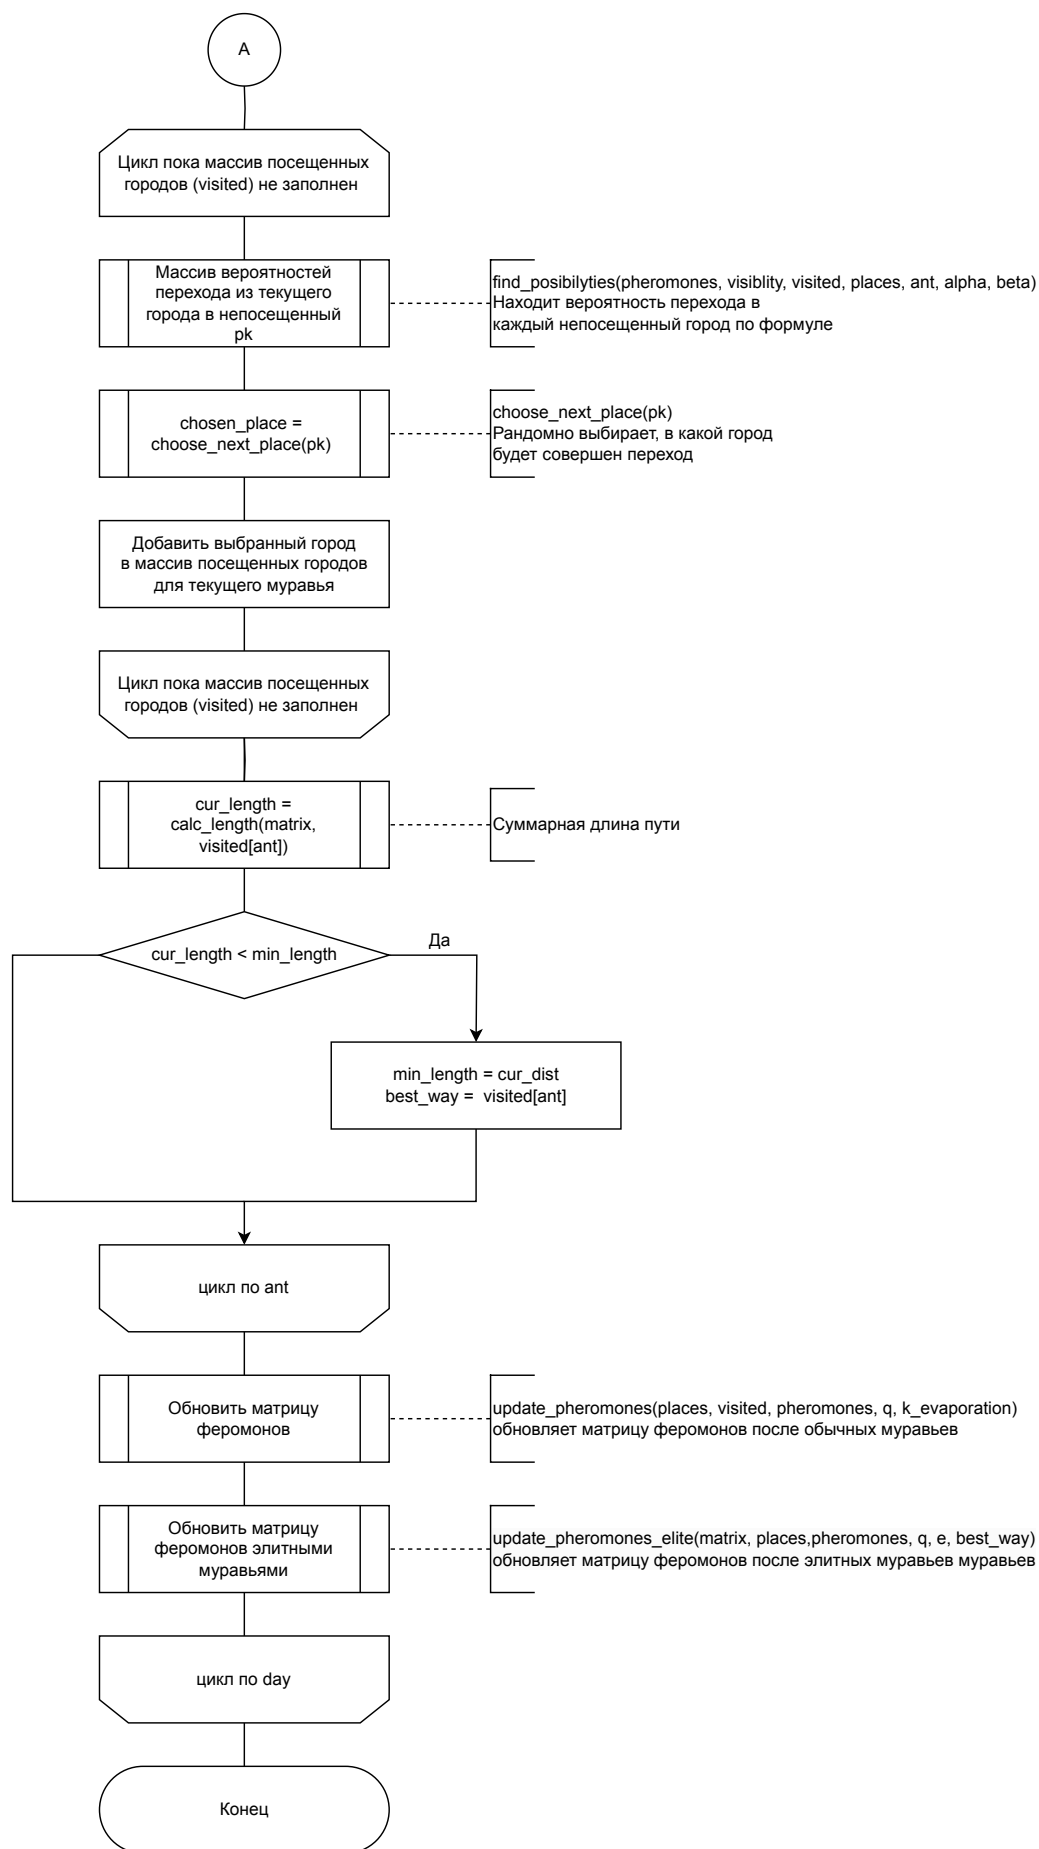 A
Цикл пока массив посещенных
городов (visited) не заполнен
Массив вероятностей
перехода из текущего
города в непосещенный
pk
find_posibilyties(pheromones, visiblity, visited, places, ant, alpha, beta)
Находит вероятность перехода в
каждый непосещенный город по формуле
chosen_place =
choose_next_place(pk)
choose_next_place(pk)
Рандомно выбирает, в какой город
будет совершен переход
Добавить выбранный город
в массив посещенных городов
для текущего муравья
Цикл пока массив посещенных
городов (visited) не заполнен
cur_length =
calc_length(matrix,
visited[ant])
Суммарная длина пути
cur_length < min_length
Да
min_length = cur_dist
best_way = visited[ant]
цикл по ant
Обновить матрицу
феромонов
update_pheromones(places, visited, pheromones, q, k_evaporation)
обновляет матрицу феромонов после обычных муравьев
Обновить матрицу
феромонов элитными
муравьями
update_pheromones_elite(matrix, places,pheromones, q, e, best_way)
обновляет матрицу феромонов после элитных муравьев муравьев
цикл по day
Конец